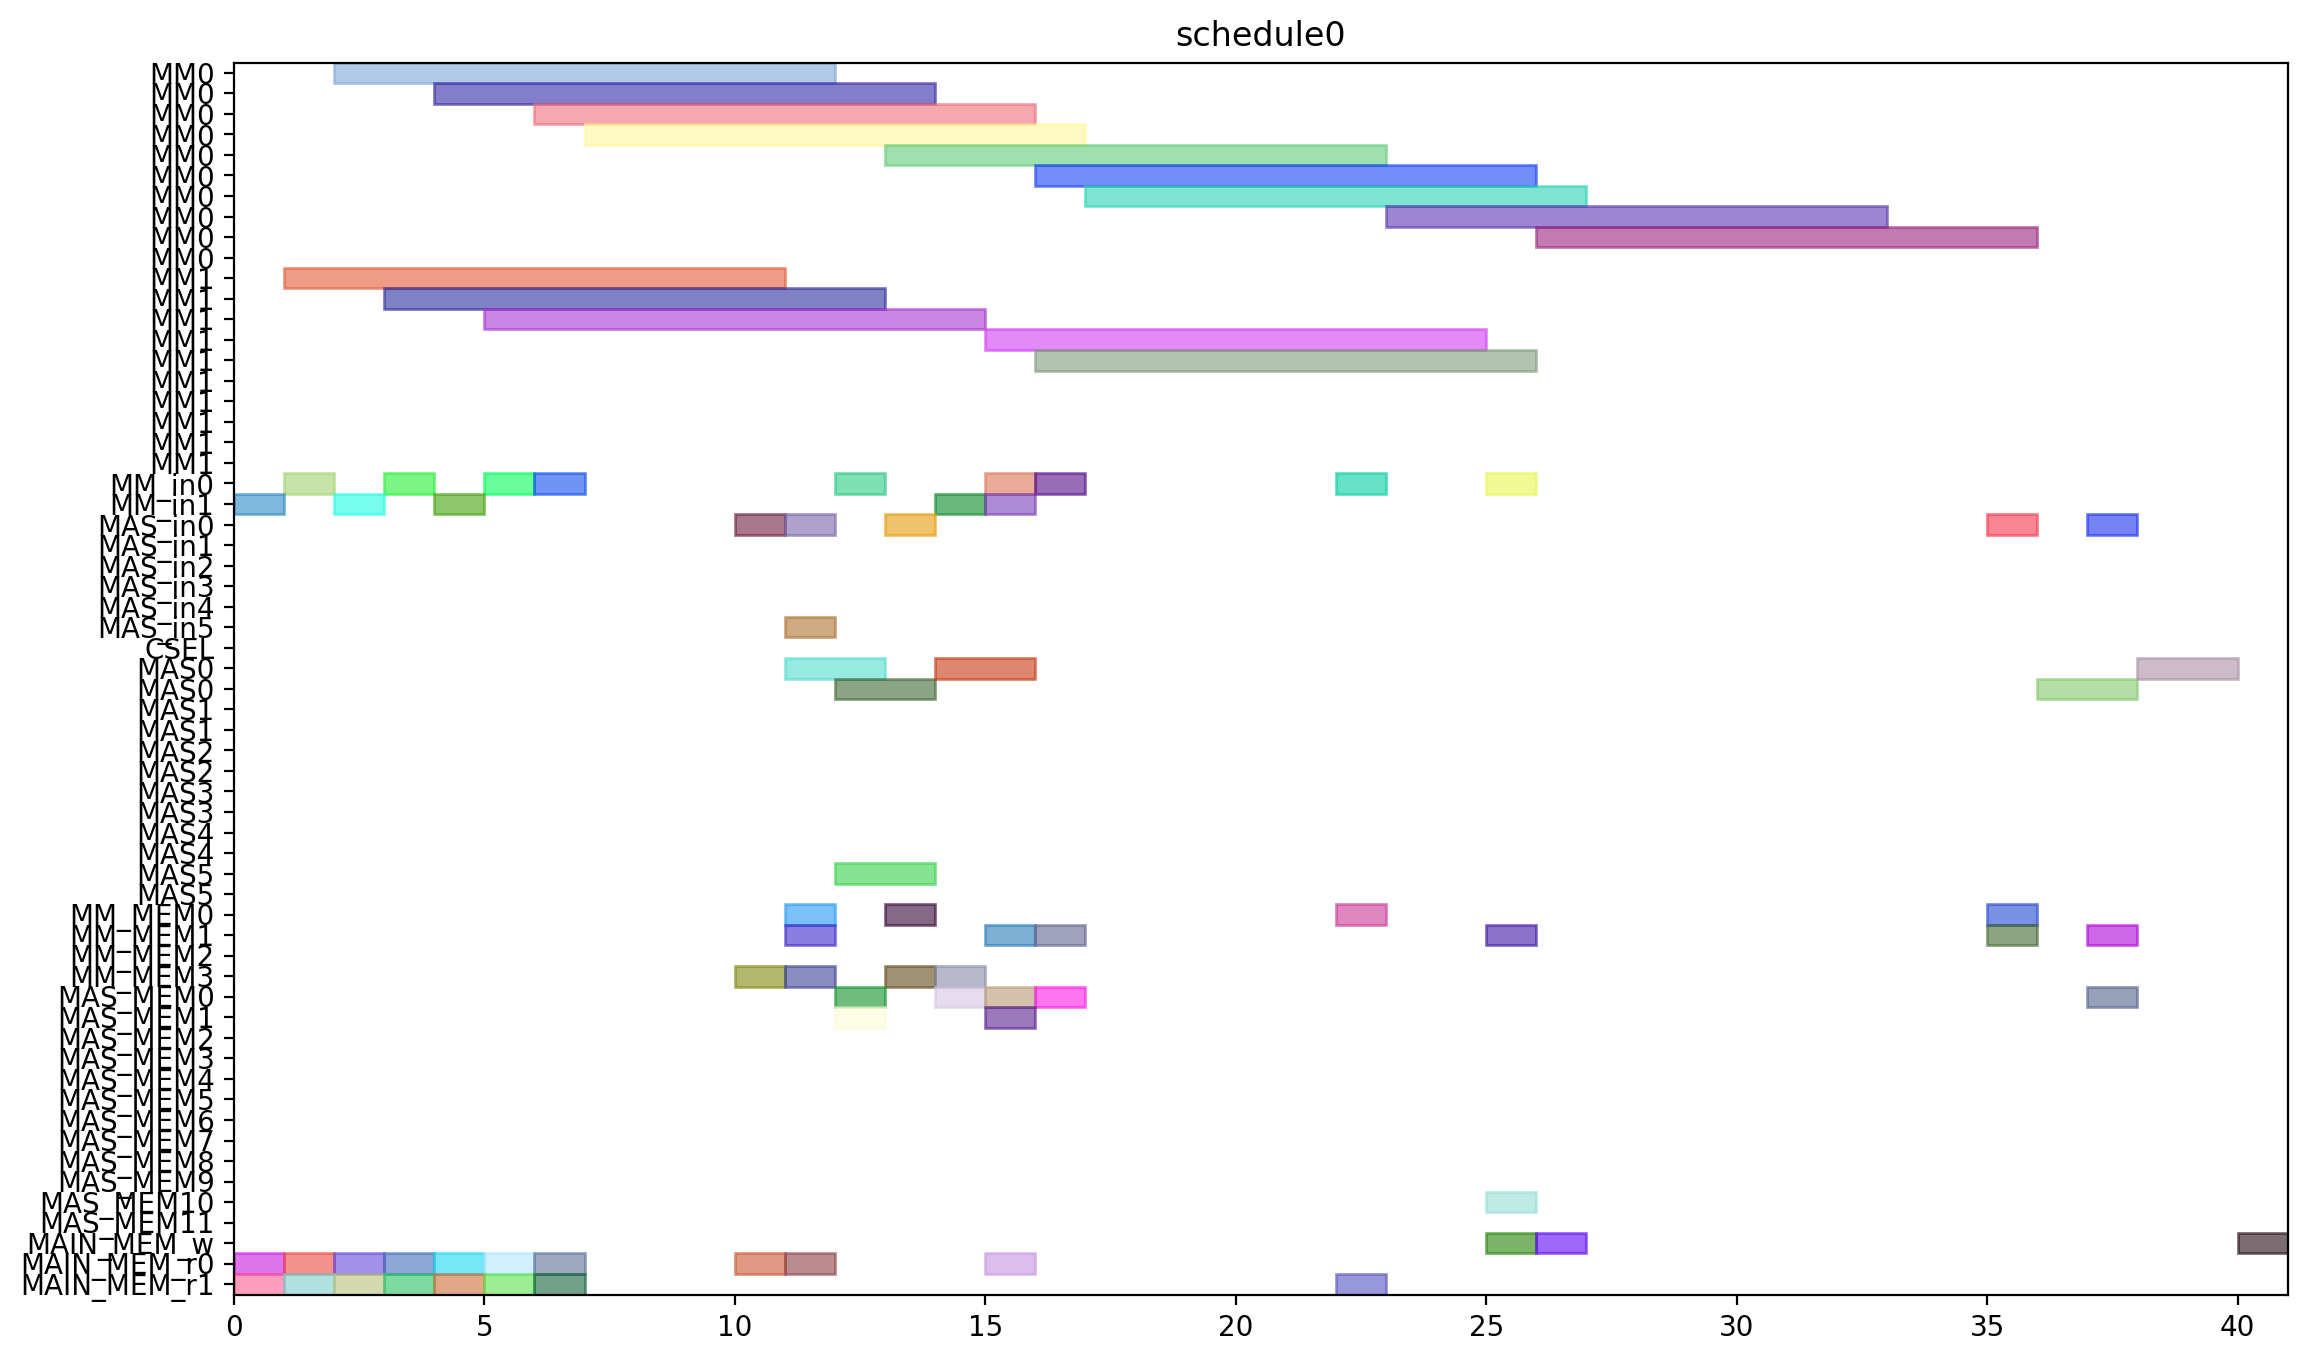 schedule0
MM0
MM0
MM0
MM0
MM0
MM0
MM0
MM0
MM0
MM0
MM1
MM1
MM1
MM1
MM1
MM1
MM1
MM1
MM1
MM1
MM_in0
MM_in1
MAS_in0
MAS_in1
MAS_in2
MAS_in3
MAS_in4
MAS_in5
CSEL
MAS0
MAS0
MAS1
MAS1
MAS2
MAS2
MAS3
MAS3
MAS4
MAS4
MAS5
MAS5
MM_MEM0
MM_MEM1
MM_MEM2
MM_MEM3
MAS_MEM0
MAS_MEM1
MAS_MEM2
MAS_MEM3
MAS_MEM4
MAS_MEM5
MAS_MEM6
MAS_MEM7
MAS_MEM8
MAS_MEM9
MAS_MEM10
MAS_MEM11
MAIN_MEM_w
MAIN_MEM_r0
MAIN_MEM_r1
0 5 10 15 20 25 30 35 40